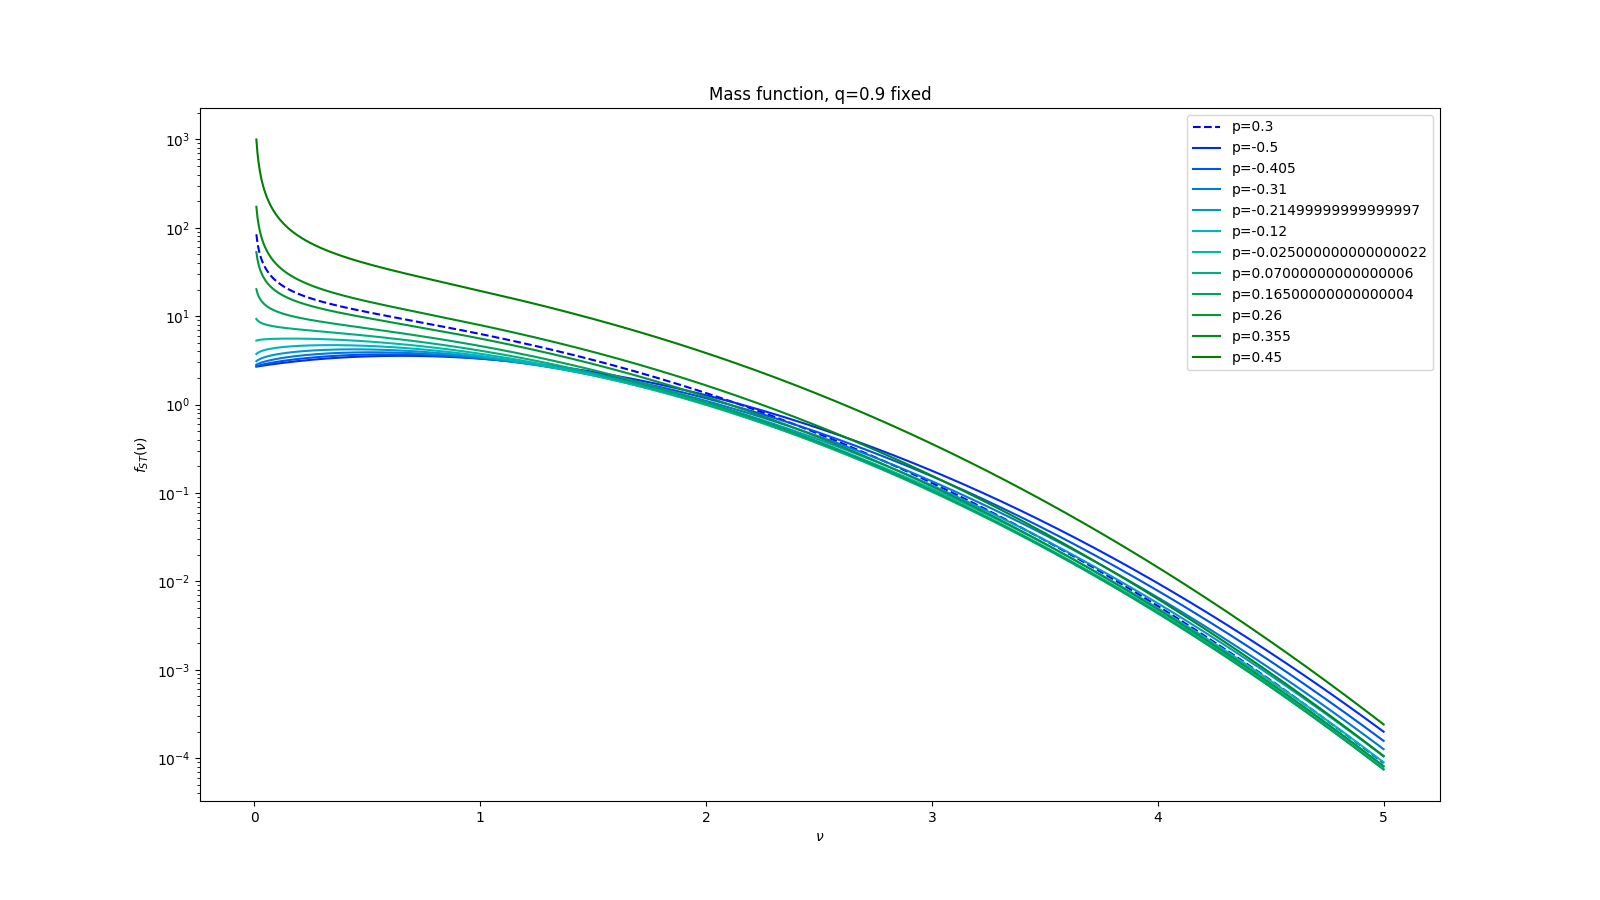 Mass function, q=0.9 fixed
p=0.3
p=-0.5
p=-0.405
p=-0.31
p=-0.21499999999999997
p=-0.12
p=-0.025000000000000022
p=0.07000000000000006
p=0.16500000000000004
p=0.26
p=0.355
p=0.45
10³
10²
10¹
10⁰
10⁻¹
10⁻²
10⁻³
10⁻⁴
f_ST(ν)
0 1 2 3 4 5
ν